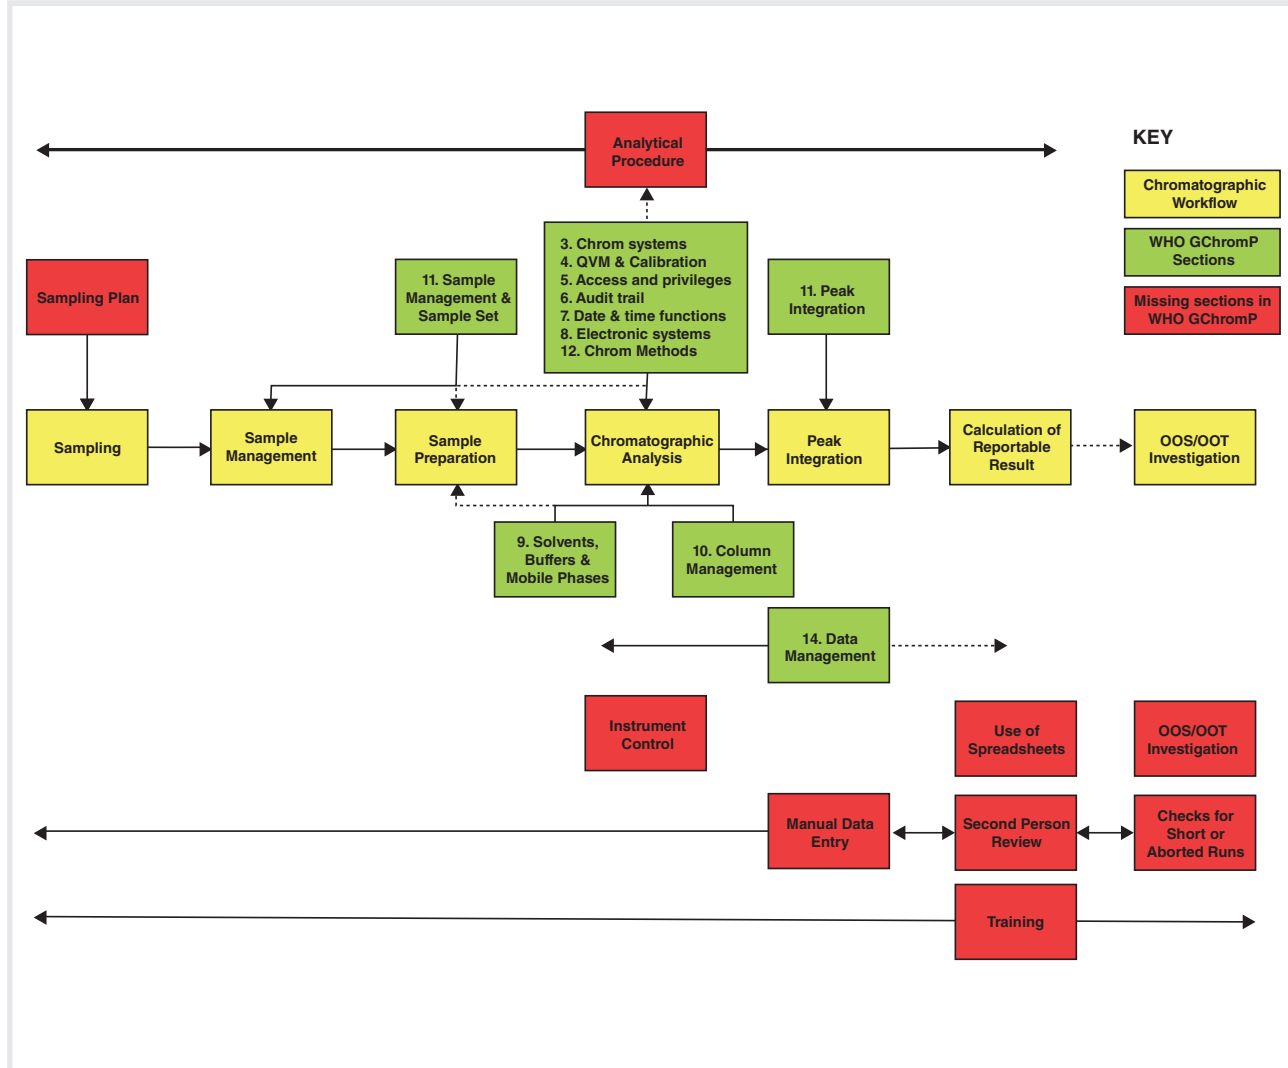 Analytical
Procedure
KEY
Chromatographic
Workflow
WHO GChromP
Sections
Missing sections in
WHO GChromP
Sampling Plan
11. Sample
Management &
Sample Set
3. Chrom systems
4. QVM & Calibration
5. Access and privileges
6. Audit trail
7. Date & time functions
8. Electronic systems
12. Chrom Methods
11. Peak
Integration
Sampling
Sample
Management
Sample
Preparation
Chromatographic
Analysis
Peak
Integration
Calculation of
Reportable
Result
OOS/OOT
Investigation
9. Solvents,
Buffers &
Mobile Phases
10. Column
Management
14. Data
Management
Instrument
Control
Use of
Spreadsheets
OOS/OOT
Investigation
Manual Data
Entry
Second Person
Review
Checks for
Short or
Aborted Runs
Training